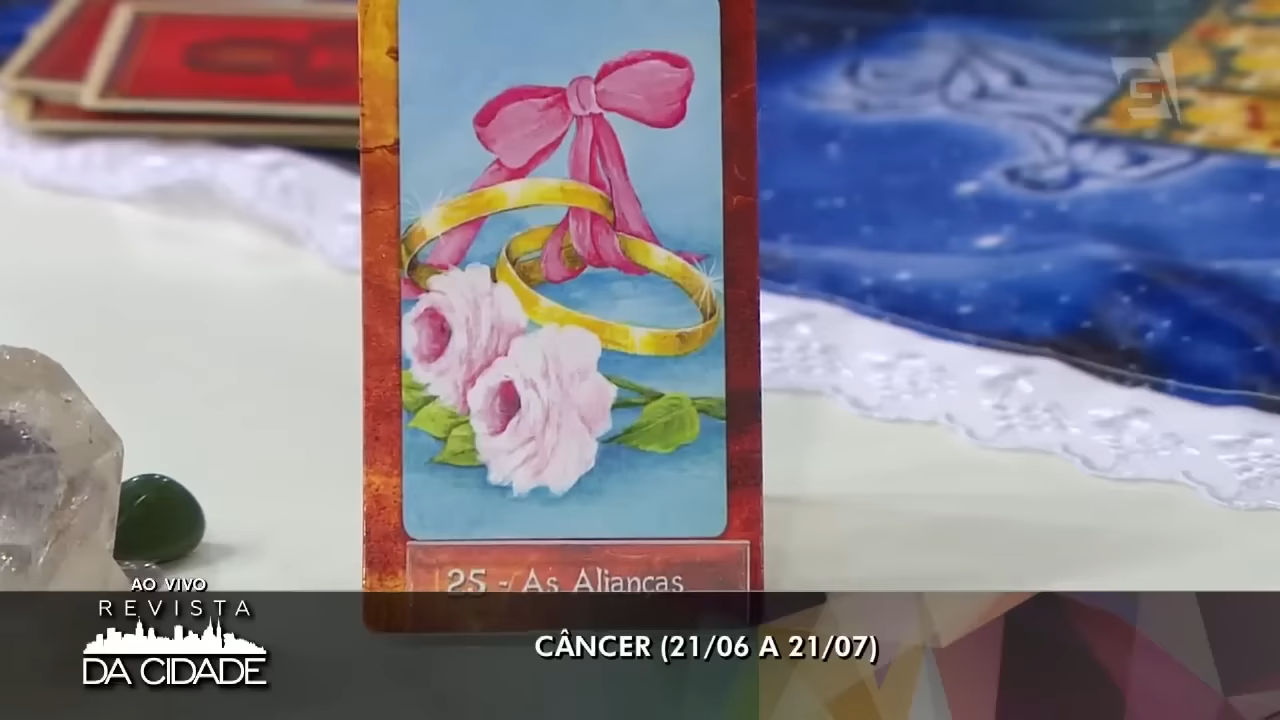 25 - As Alianças
AO VIVO
REVISTA
DA CIDADE
CÂNCER (21/06 A 21/07)